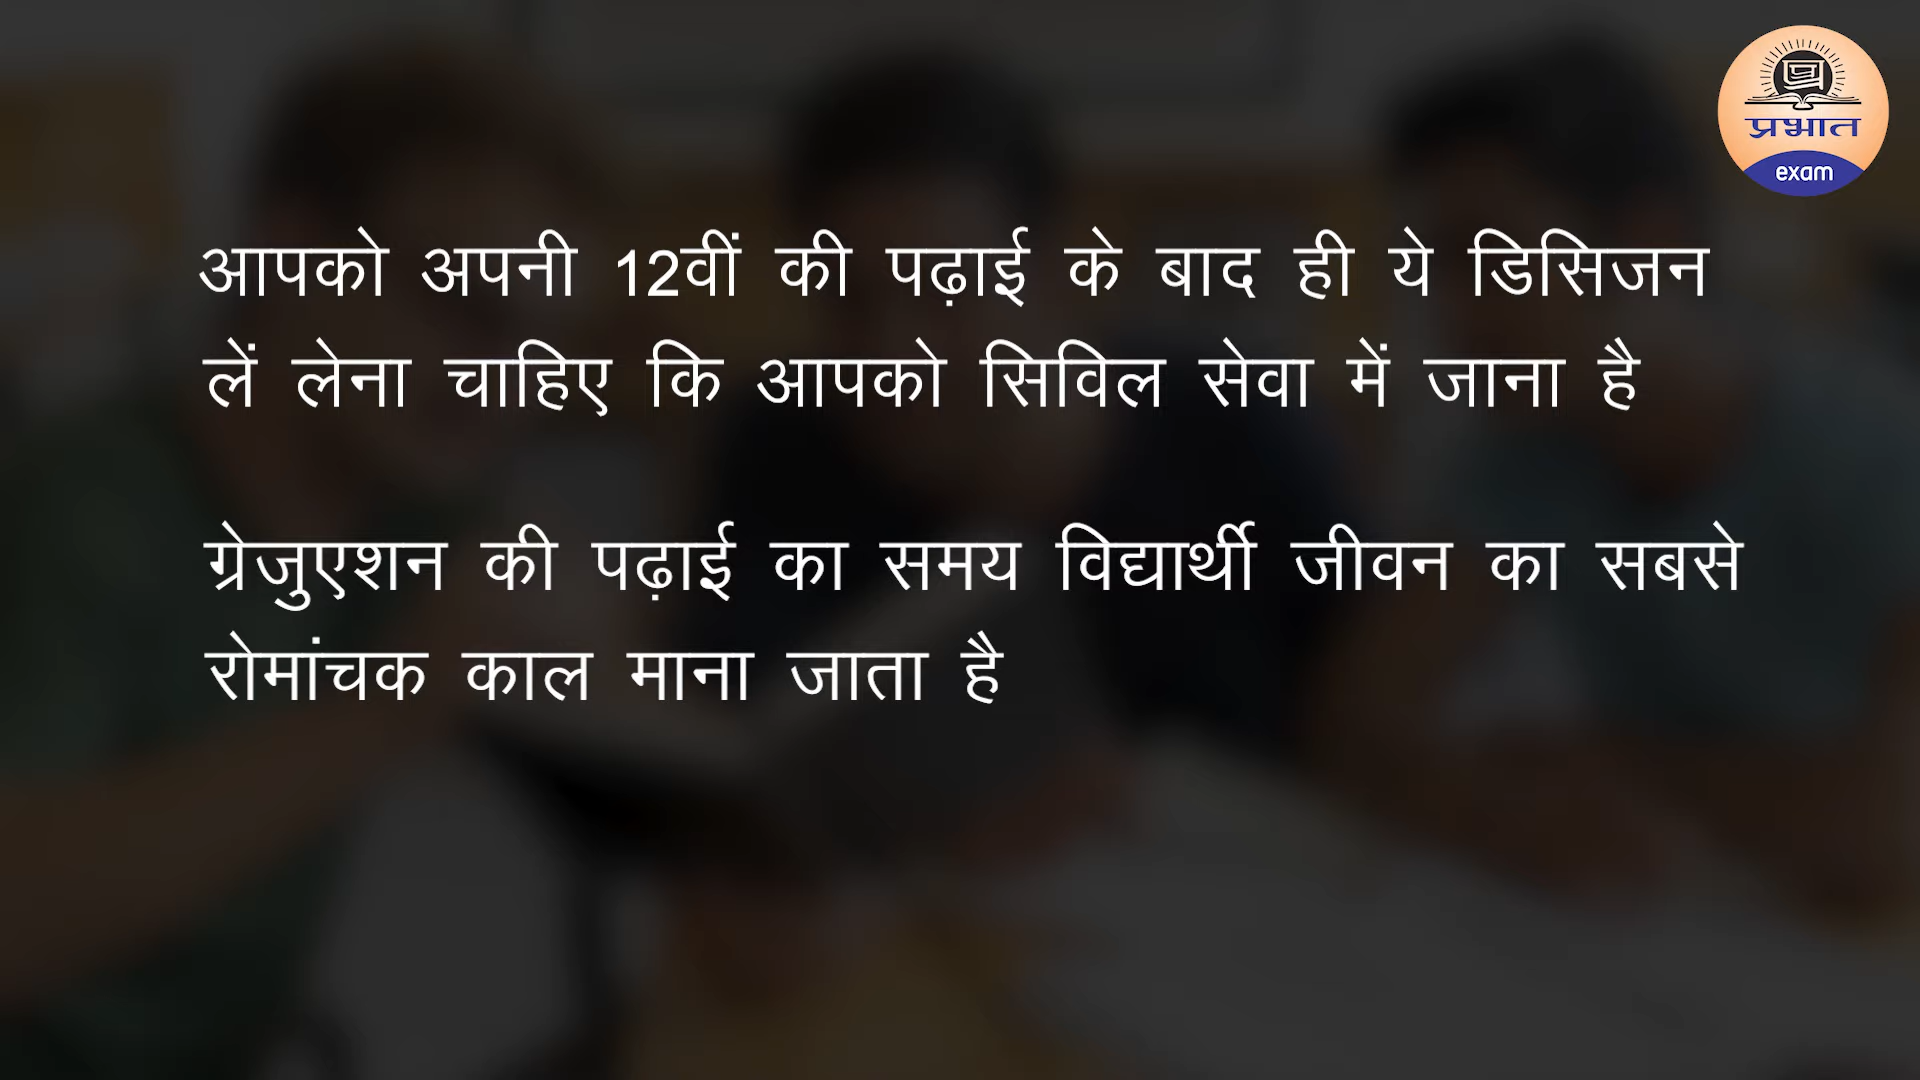 प्रभात
exam
आपको अपनी 12वीं की पढ़ाई के बाद ही ये डिसिजन
लें लेना चाहिए कि आपको सिविल सेवा में जाना है
ग्रेजुएशन की पढ़ाई का समय विद्यार्थी जीवन का सबसे
रोमांचक काल माना जाता है